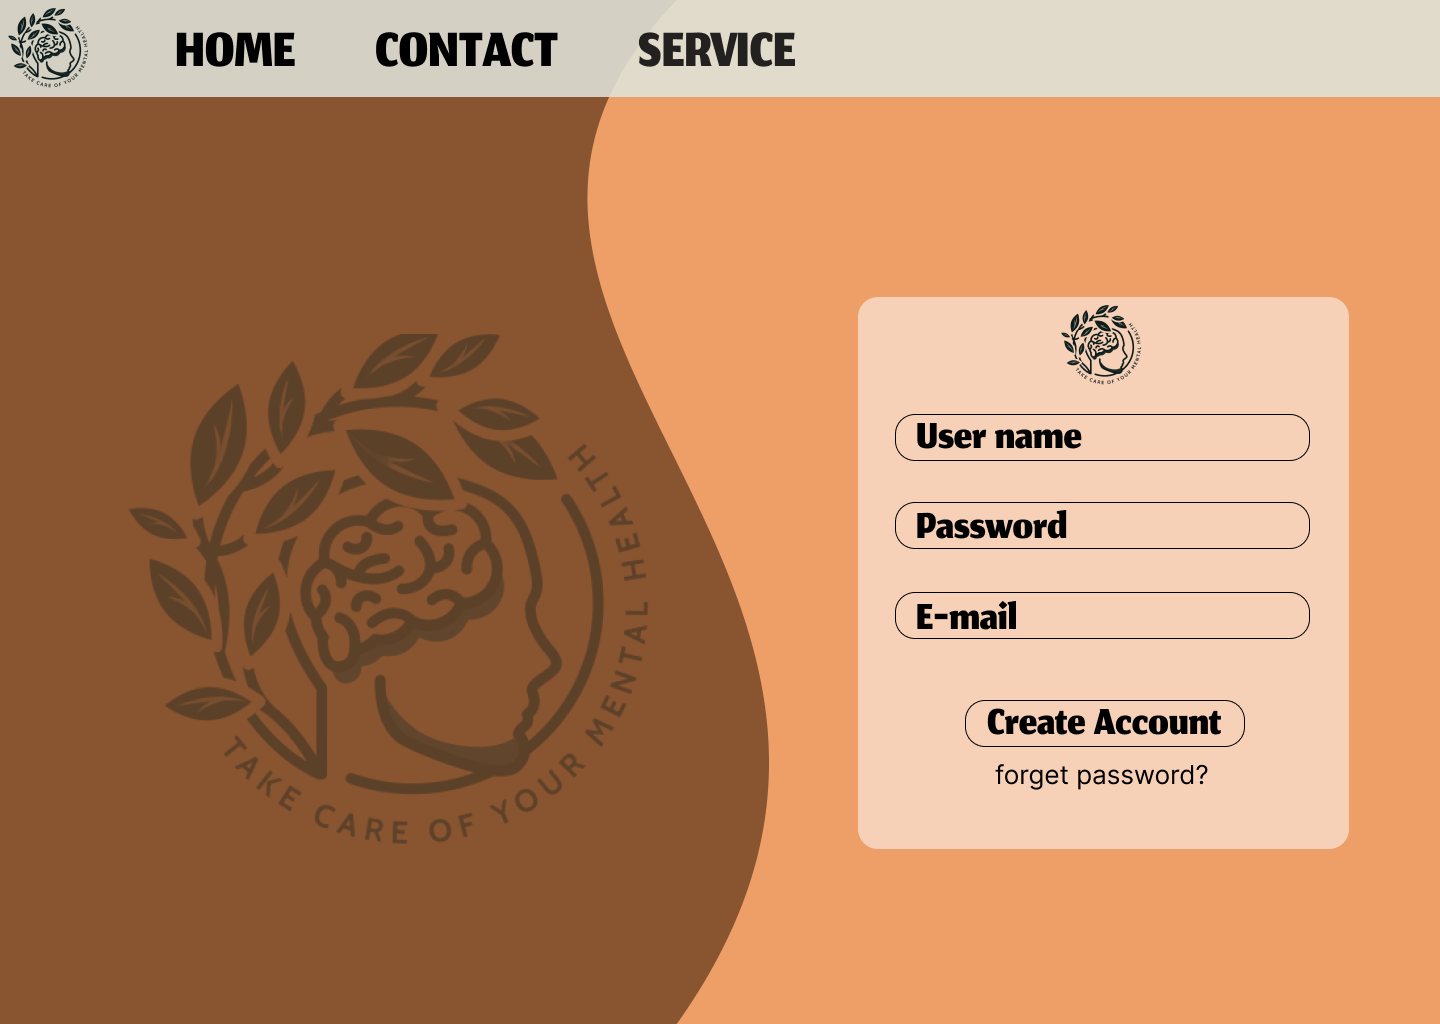 TAKE CARE OF YOUR MENTAL HEALTH
HOME CONTACT SERVICE
TAKE CARE OF YOUR MENTAL HEALTH
TAKE CARE OF YOUR MENTAL HEALTH
User name
Password
E-mail
Create Account
forget password?